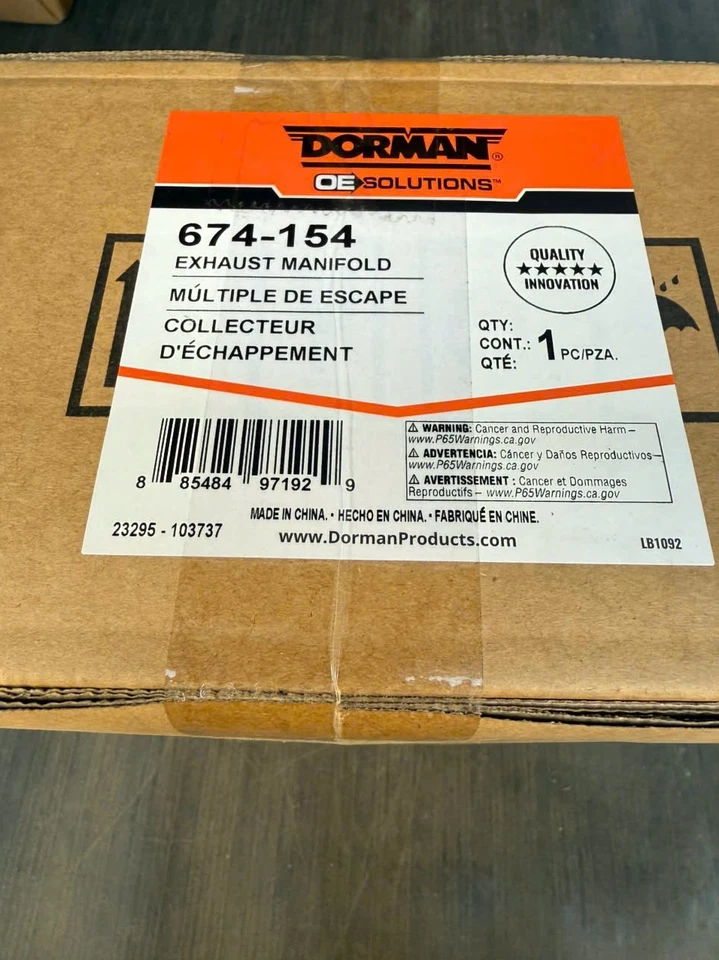 DORMAN®
OE SOLUTIONS™
674-154
EXHAUST MANIFOLD
MÚLTIPLE DE ESCAPE
COLLECTEUR
D'ÉCHAPPEMENT
QUALITY
★★★★★
INNOVATION
QTY:
CONT.: 1 PC/PZA.
QTÉ:
⚠ WARNING: Cancer and Reproductive Harm –
www.P65Warnings.ca.gov
⚠ ADVERTENCIA: Cáncer y Daños Reproductivos–
www.P65Warnings.ca.gov
⚠ AVERTISSEMENT : Cancer et Dommages
Reproductifs – www.P65Warnings.ca.gov
8 85484 97192 9
MADE IN CHINA. • HECHO EN CHINA. • FABRIQUÉ EN CHINE.
23295 - 103737
www.DormanProducts.com
LB1092